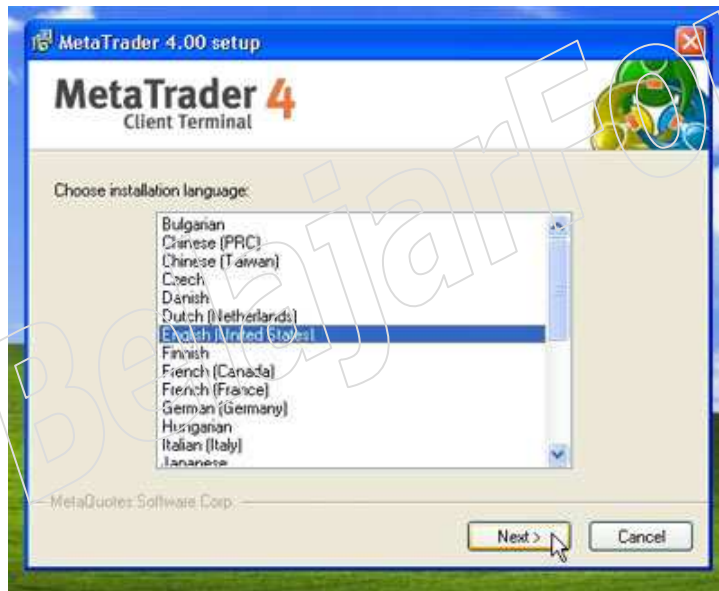 MetaTrader 4.00 setup
MetaTrader 4
Client Terminal
Choose installation language:
Bulgarian
Chinese (PRC)
Chinese (Taiwan)
Czech
Danish
Dutch (Netherlands)
English (United States)
Finnish
French (Canada)
French (France)
German (Germany)
Hungarian
Italian (Italy)
Japanese
MetaQuotes Software Corp.
Next >
Cancel
BelajarFo